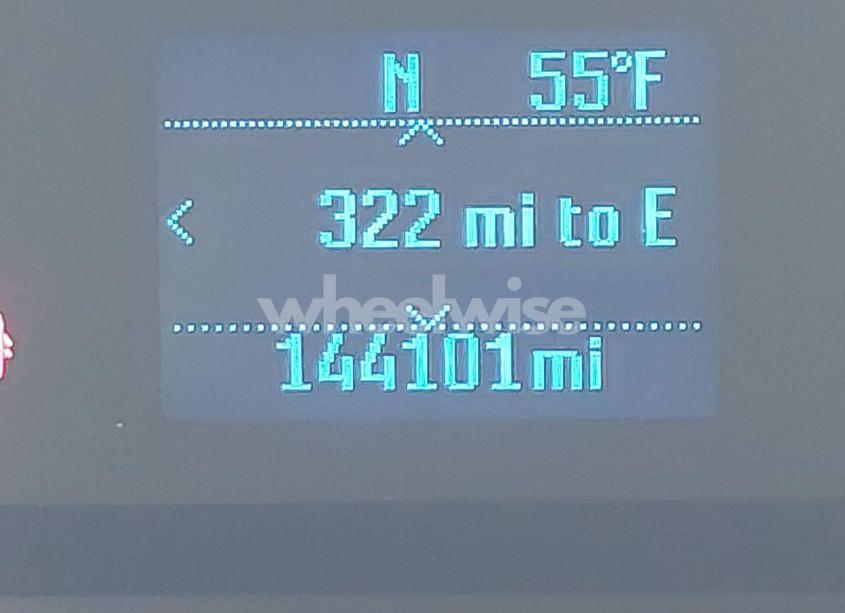 N 55°F
< 322 mi to E
wheelwise
144101mi